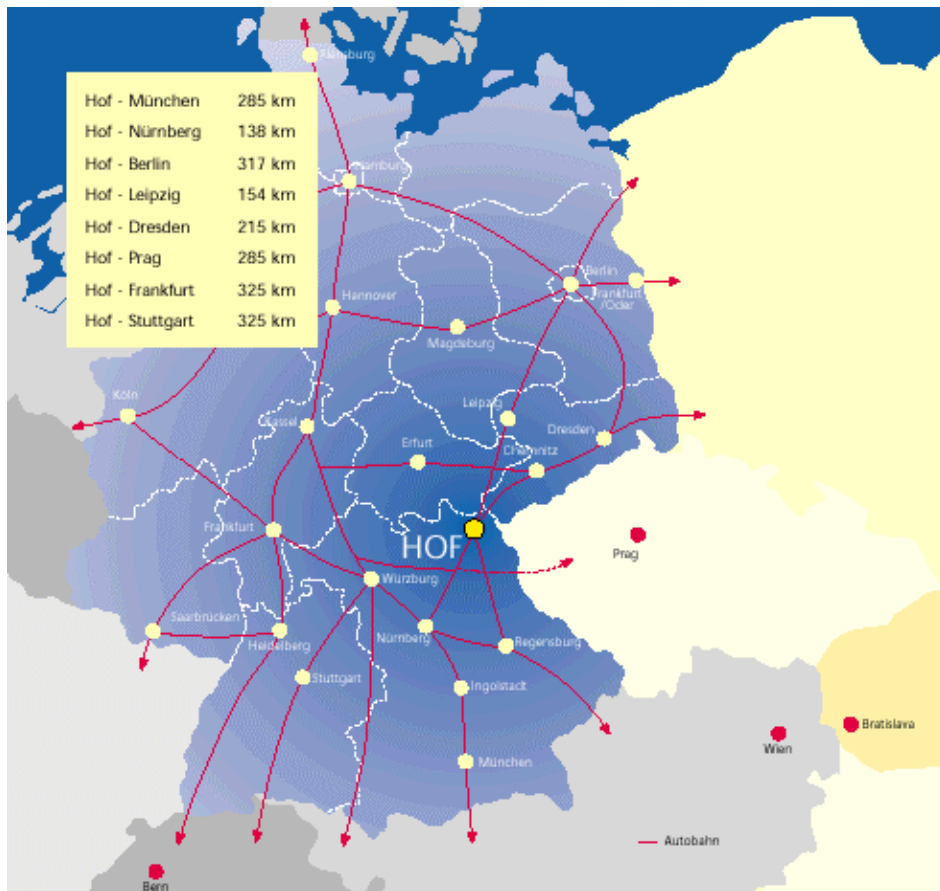 Flensburg
Hof - München 285 km
Hof - Nürnberg 138 km
Hof - Berlin 317 km
Hof - Leipzig 154 km
Hof - Dresden 215 km
Hof - Prag 285 km
Hof - Frankfurt 325 km
Hof - Stuttgart 325 km
Hamburg
Berlin
Frankfurt
/Oder
Hannover
Magdeburg
Köln
Leipzig
Kassel
Dresden
Erfurt
Chemnitz
Frankfurt
HOF
Prag
Würzburg
Saarbrücken
Heidelberg
Nürnberg
Regensburg
Stuttgart
Ingolstadt
Bratislava
Wien
München
Autobahn
Bern